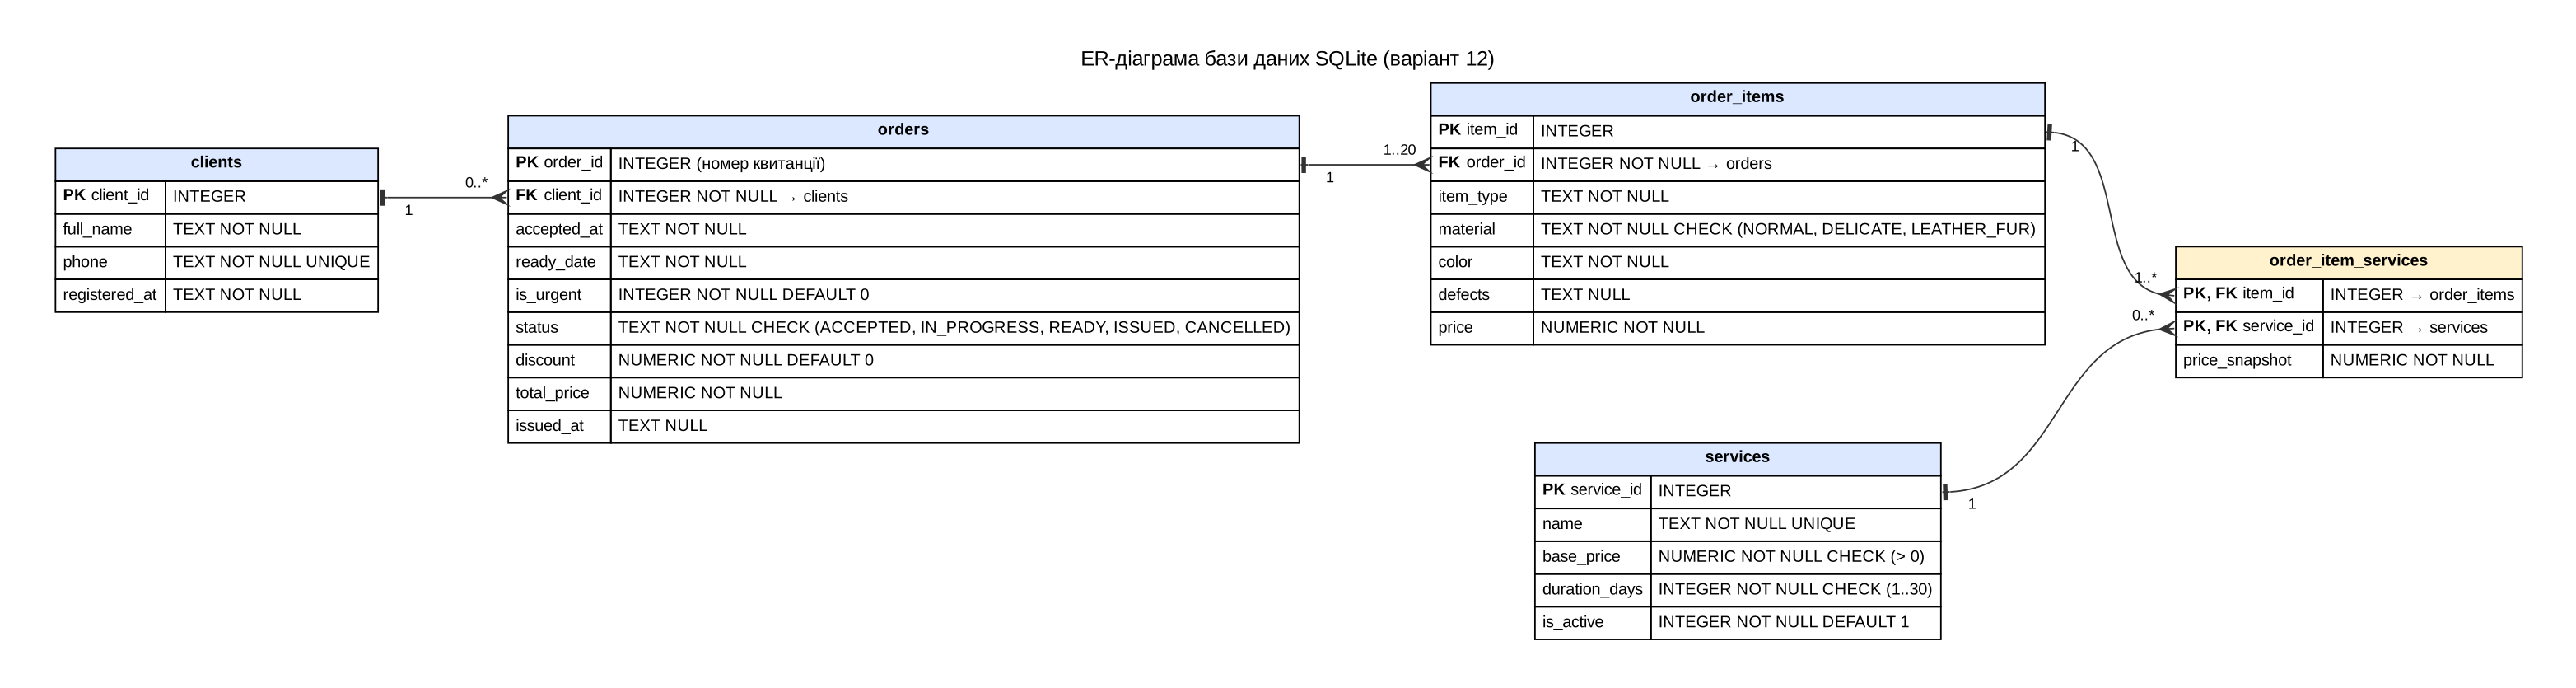 ER-діаграма бази даних SQLite (варіант 12)
clients
PK client_id INTEGER
full_name TEXT NOT NULL
phone TEXT NOT NULL UNIQUE
registered_at TEXT NOT NULL
1
0..*
orders
PK order_id INTEGER (номер квитанції)
FK client_id INTEGER NOT NULL → clients
accepted_at TEXT NOT NULL
ready_date TEXT NOT NULL
is_urgent INTEGER NOT NULL DEFAULT 0
status TEXT NOT NULL CHECK (ACCEPTED, IN_PROGRESS, READY, ISSUED, CANCELLED)
discount NUMERIC NOT NULL DEFAULT 0
total_price NUMERIC NOT NULL
issued_at TEXT NULL
1
1..20
order_items
PK item_id INTEGER
FK order_id INTEGER NOT NULL → orders
item_type TEXT NOT NULL
material TEXT NOT NULL CHECK (NORMAL, DELICATE, LEATHER_FUR)
color TEXT NOT NULL
defects TEXT NULL
price NUMERIC NOT NULL
1
1..*
order_item_services
PK, FK item_id INTEGER → order_items
PK, FK service_id INTEGER → services
price_snapshot NUMERIC NOT NULL
0..*
1
services
PK service_id INTEGER
name TEXT NOT NULL UNIQUE
base_price NUMERIC NOT NULL CHECK (> 0)
duration_days INTEGER NOT NULL CHECK (1..30)
is_active INTEGER NOT NULL DEFAULT 1